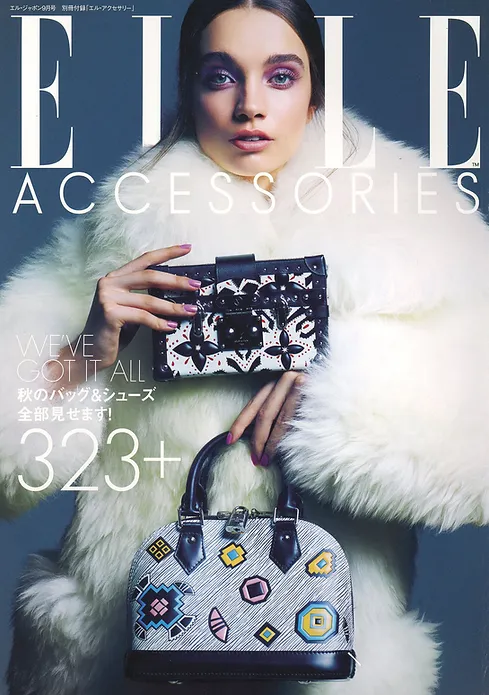 エル・ジャポン9月号 別冊付録「エル・アクセサリー」
ELLE
TM
ACCESSORIES
WE'VE
GOT IT ALL
秋のバッグ&シューズ
全部見せます!
323+